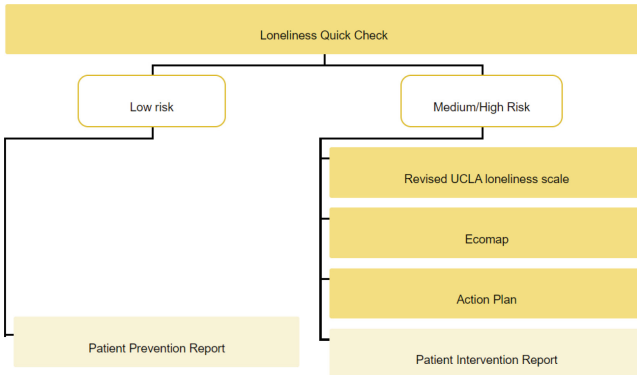 Loneliness Quick Check
Low risk
Medium/High Risk
Revised UCLA loneliness scale
Ecomap
Action Plan
Patient Prevention Report
Patient Intervention Report